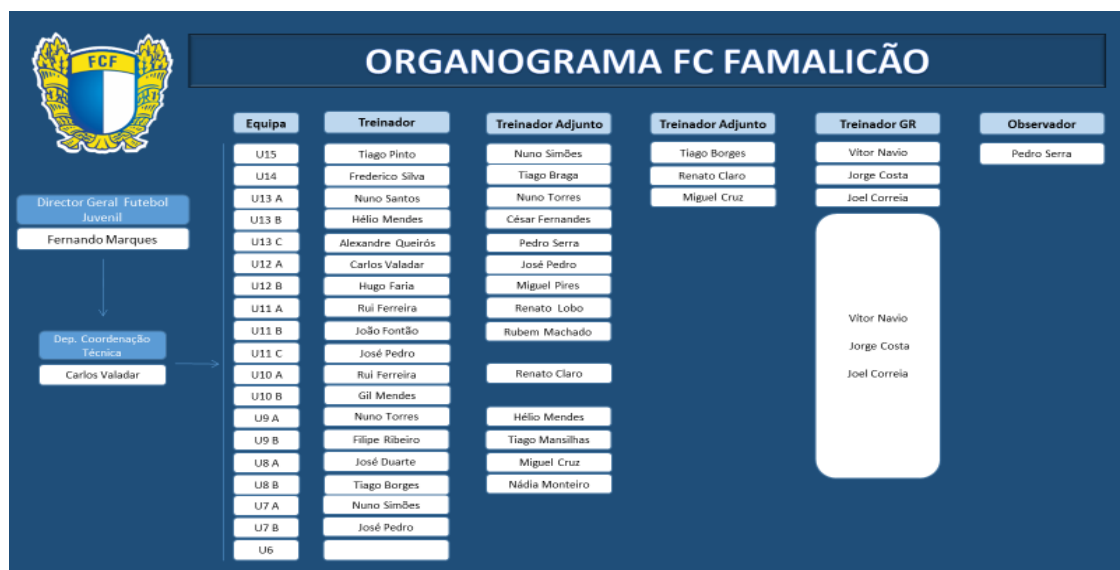 FCF
ORGANOGRAMA FC FAMALICÃO
Equipa Treinador Treinador Adjunto Treinador Adjunto Treinador GR Observador
U15 Tiago Pinto Nuno Simões Tiago Borges Vítor Navio Pedro Serra
U14 Frederico Silva Tiago Braga Renato Claro Jorge Costa
U13 A Nuno Santos Nuno Torres Miguel Cruz Joel Correia
Director Geral Futebol
Juvenil
Fernando Marques
U13 B Hélio Mendes César Fernandes
U13 C Alexandre Queirós Pedro Serra
U12 A Carlos Valadar José Pedro
U12 B Hugo Faria Miguel Pires
U11 A Rui Ferreira Renato Lobo
U11 B João Fontão Rubem Machado
U11 C José Pedro
U10 A Rui Ferreira Renato Claro
U10 B Gil Mendes
U9 A Nuno Torres Hélio Mendes
U9 B Filipe Ribeiro Tiago Mansilhas
U8 A José Duarte Miguel Cruz
U8 B Tiago Borges Nádia Monteiro
U7 A Nuno Simões
U7 B José Pedro
U6
Vítor Navio
Jorge Costa
Joel Correia
Dep. Coordenação
Técnica
Carlos Valadar